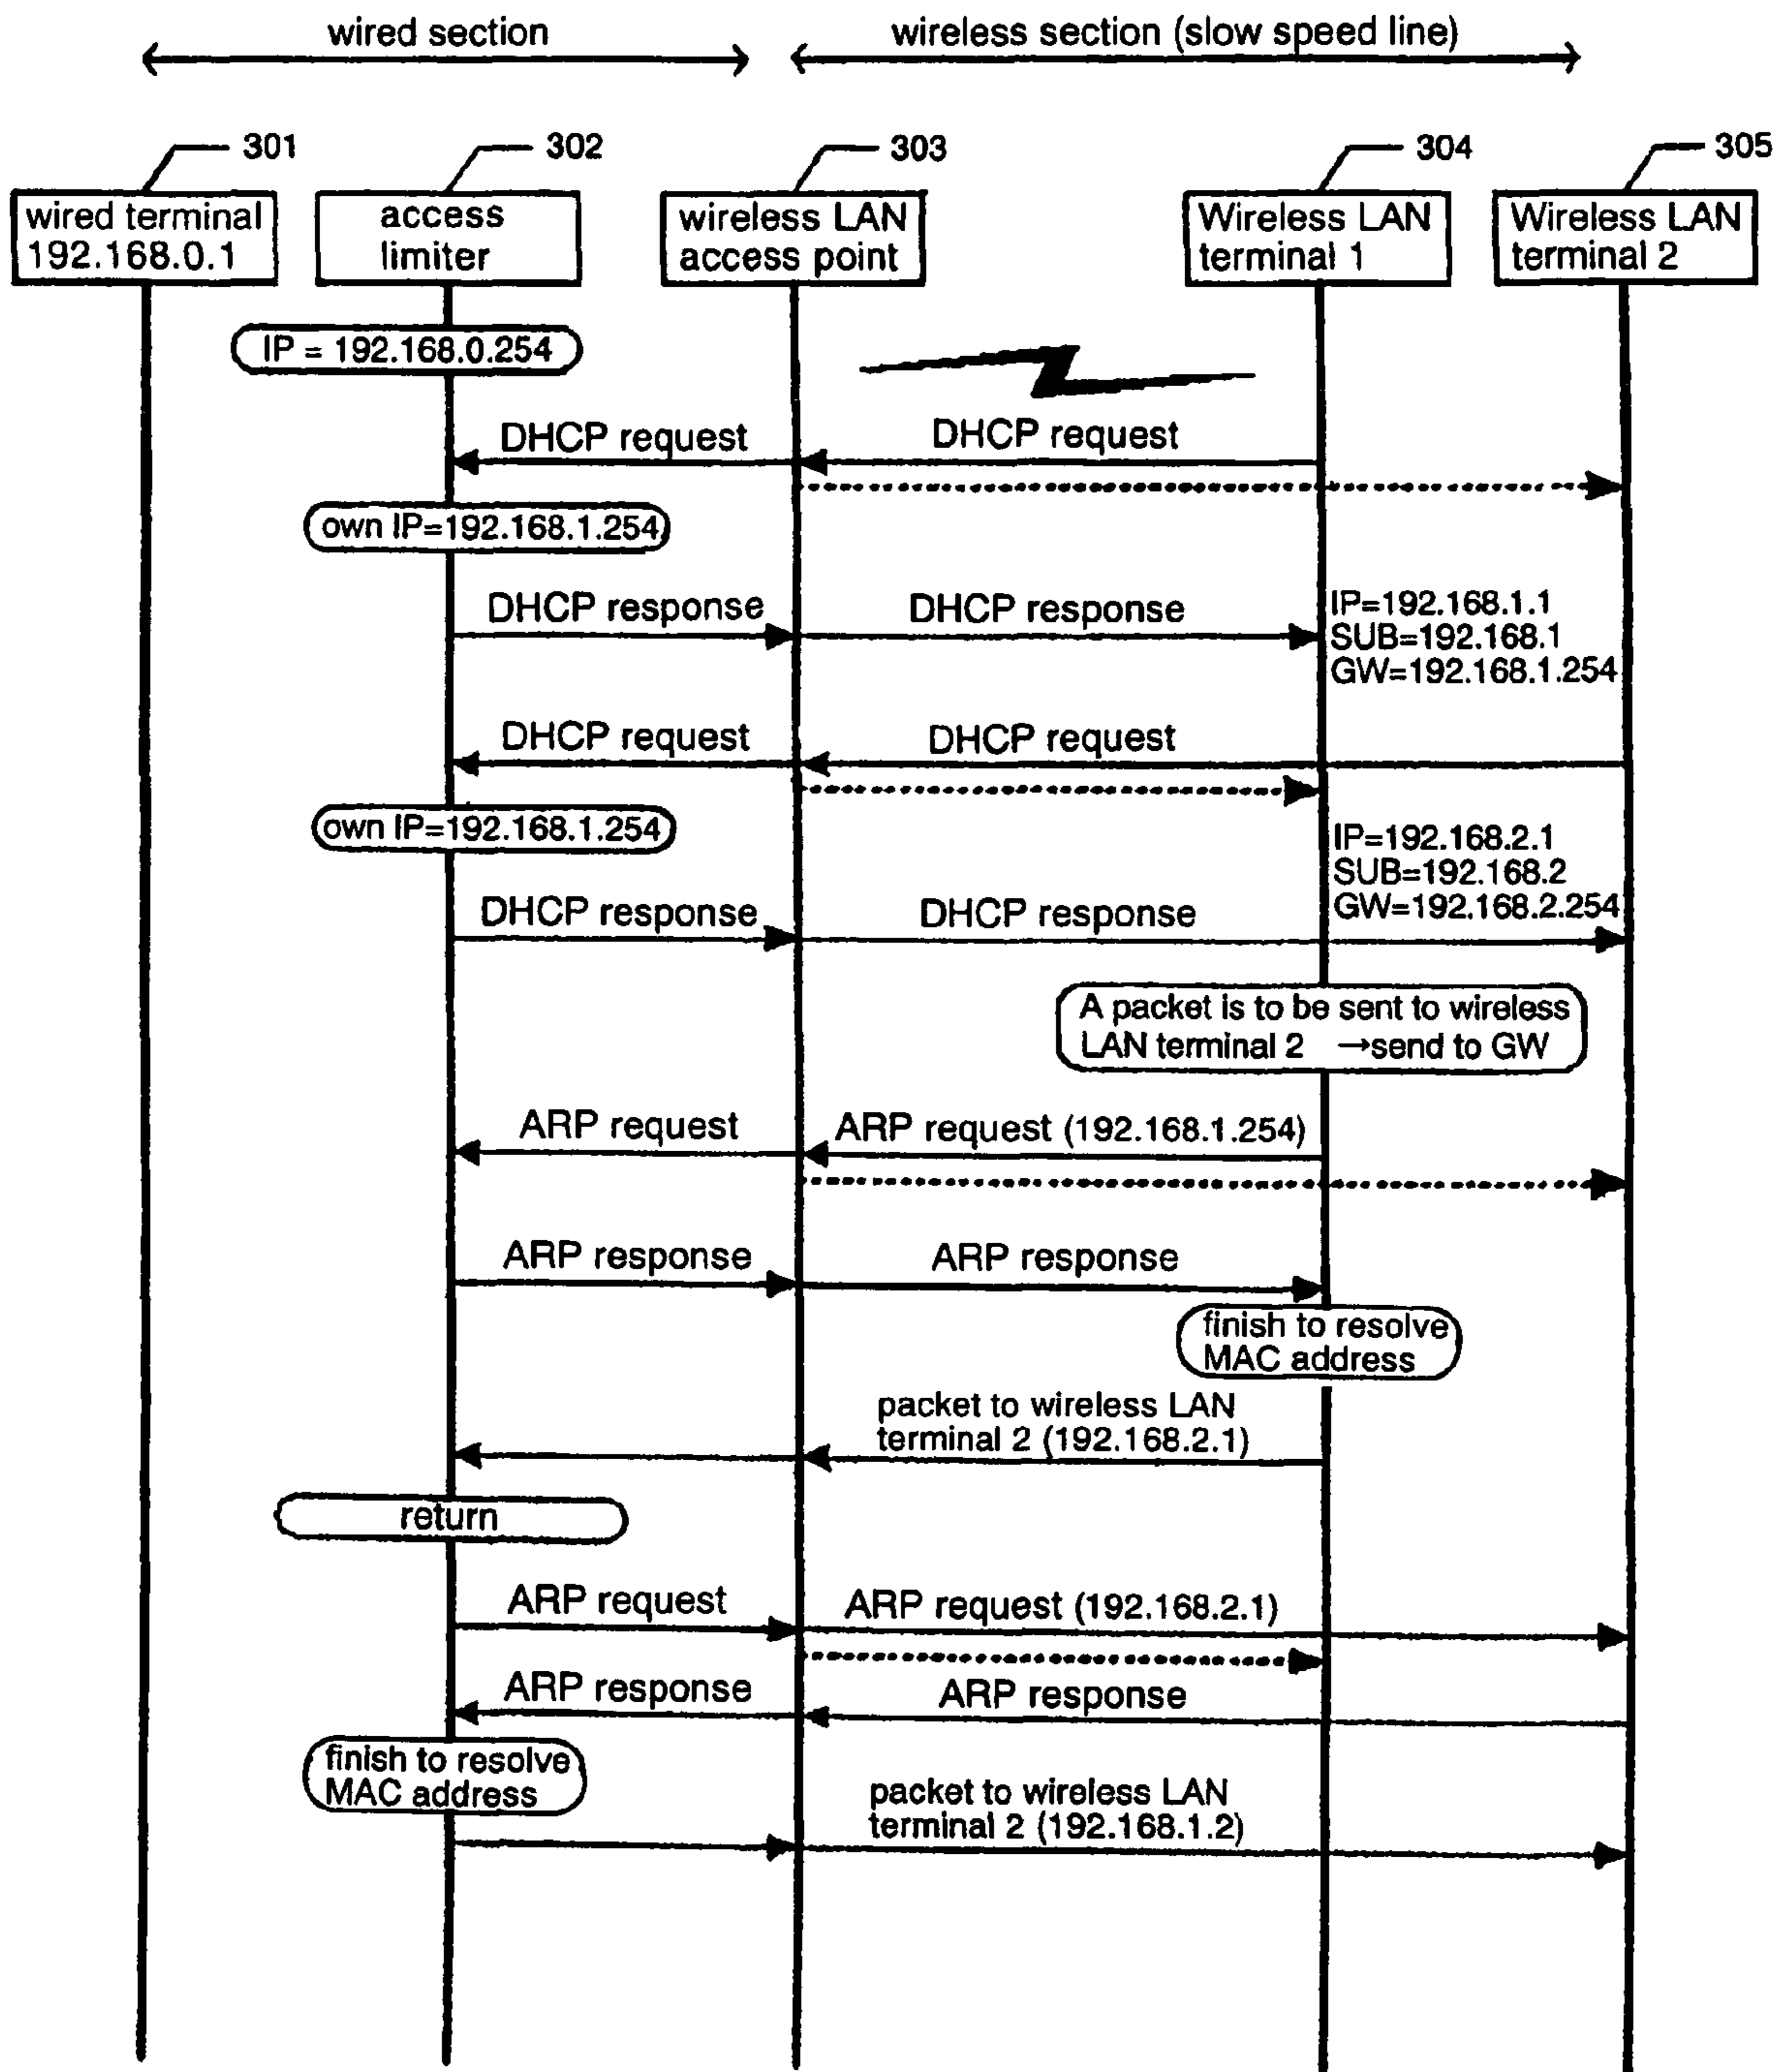 wired section
wireless section (slow speed line)
301
302
303
304
305
wired terminal
192.168.0.1
access
limiter
wireless LAN
access point
Wireless LAN
terminal 1
Wireless LAN
terminal 2
IP = 192.168.0.254
DHCP request
DHCP request
own IP=192.168.1.254
DHCP response
DHCP response
IP=192.168.1.1
SUB=192.168.1
GW=192.168.1.254
DHCP request
DHCP request
own IP=192.168.1.254
IP=192.168.2.1
SUB=192.168.2
GW=192.168.2.254
DHCP response
DHCP response
A packet is to be sent to wireless
LAN terminal 2 →send to GW
ARP request
ARP request (192.168.1.254)
ARP response
ARP response
finish to resolve
MAC address
packet to wireless LAN
terminal 2 (192.168.2.1)
return
ARP request
ARP request (192.168.2.1)
ARP response
ARP response
finish to resolve
MAC address
packet to wireless LAN
terminal 2 (192.168.1.2)